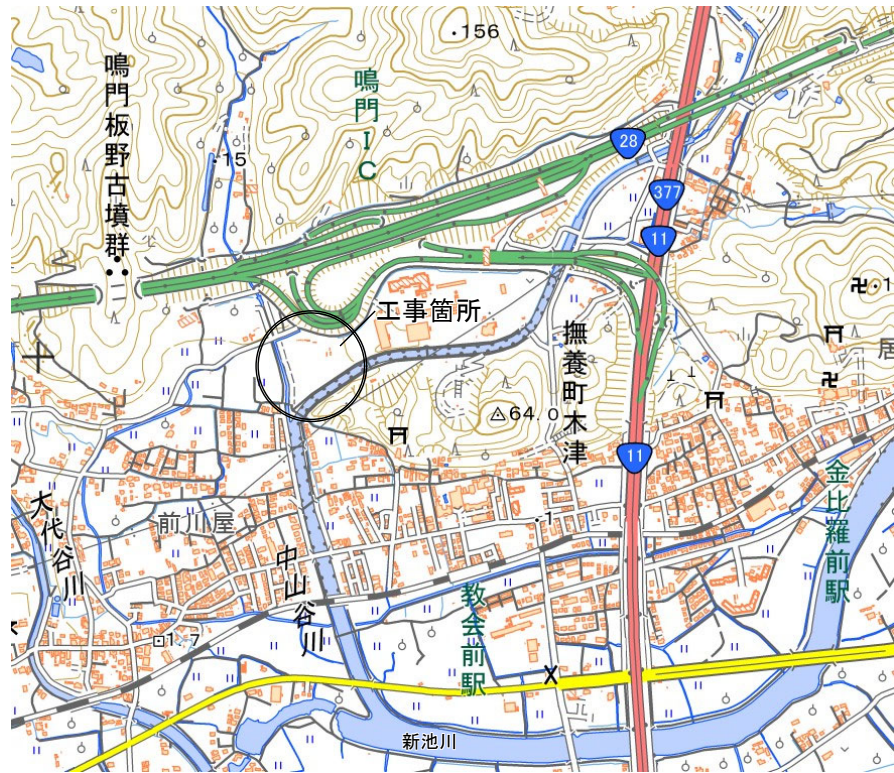 156
鳴門板野古墳群
鳴門IC
28
15
377
11
工事箇所
撫養町木津
64.0
居
11
金比羅前駅
大代谷川
前川屋
1
中山谷川
教会前駅
1.7
新池川